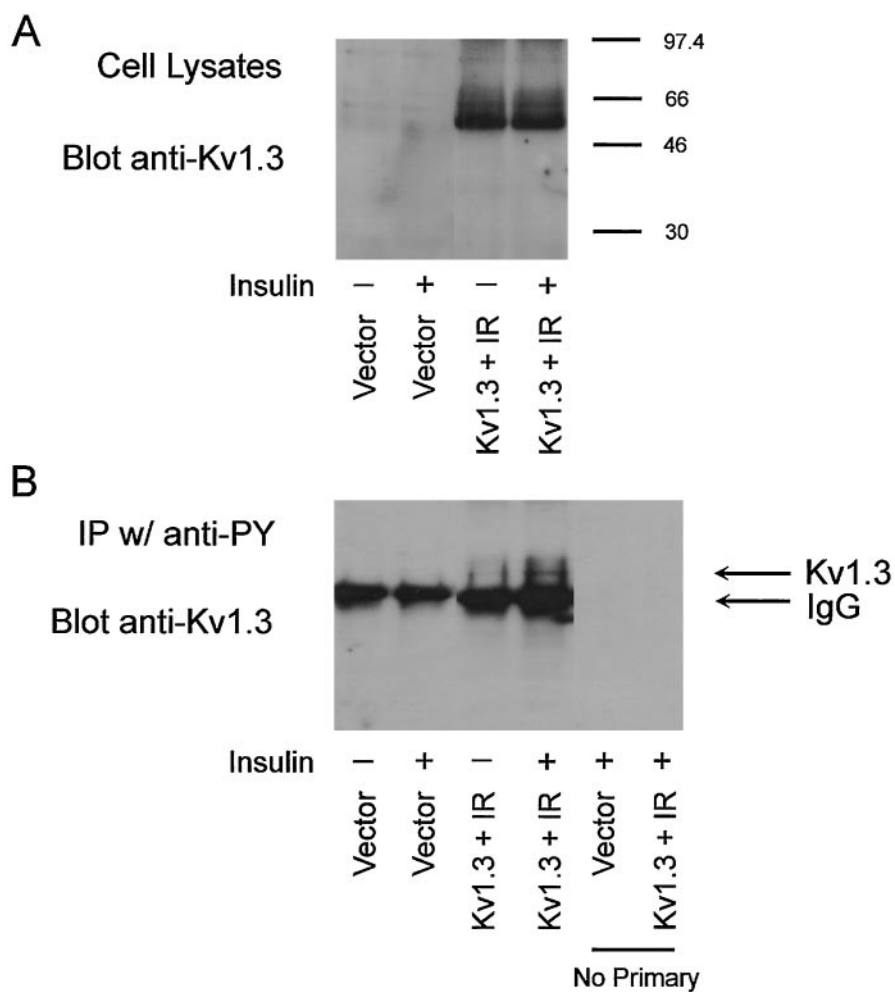 A
Cell Lysates
Blot anti-Kv1.3
97.4
66
46
30
Insulin – + – +
Vector
Vector
Kv1.3 + IR
Kv1.3 + IR
B
IP w/ anti-PY
Blot anti-Kv1.3
Kv1.3
IgG
Insulin – + – + + +
Vector
Vector
Kv1.3 + IR
Kv1.3 + IR
Vector
Kv1.3 + IR
No Primary